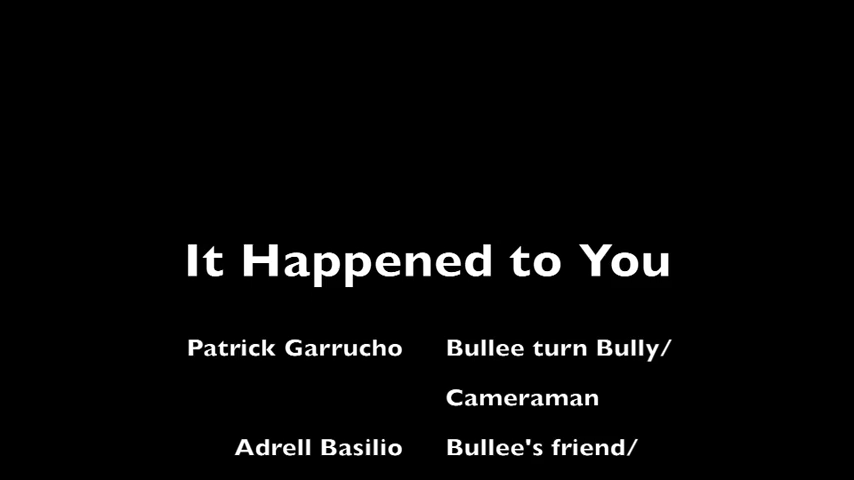 It Happened to You
Patrick Garrucho Bullee turn Bully/
Cameraman
Adrell Basilio Bullee's friend/